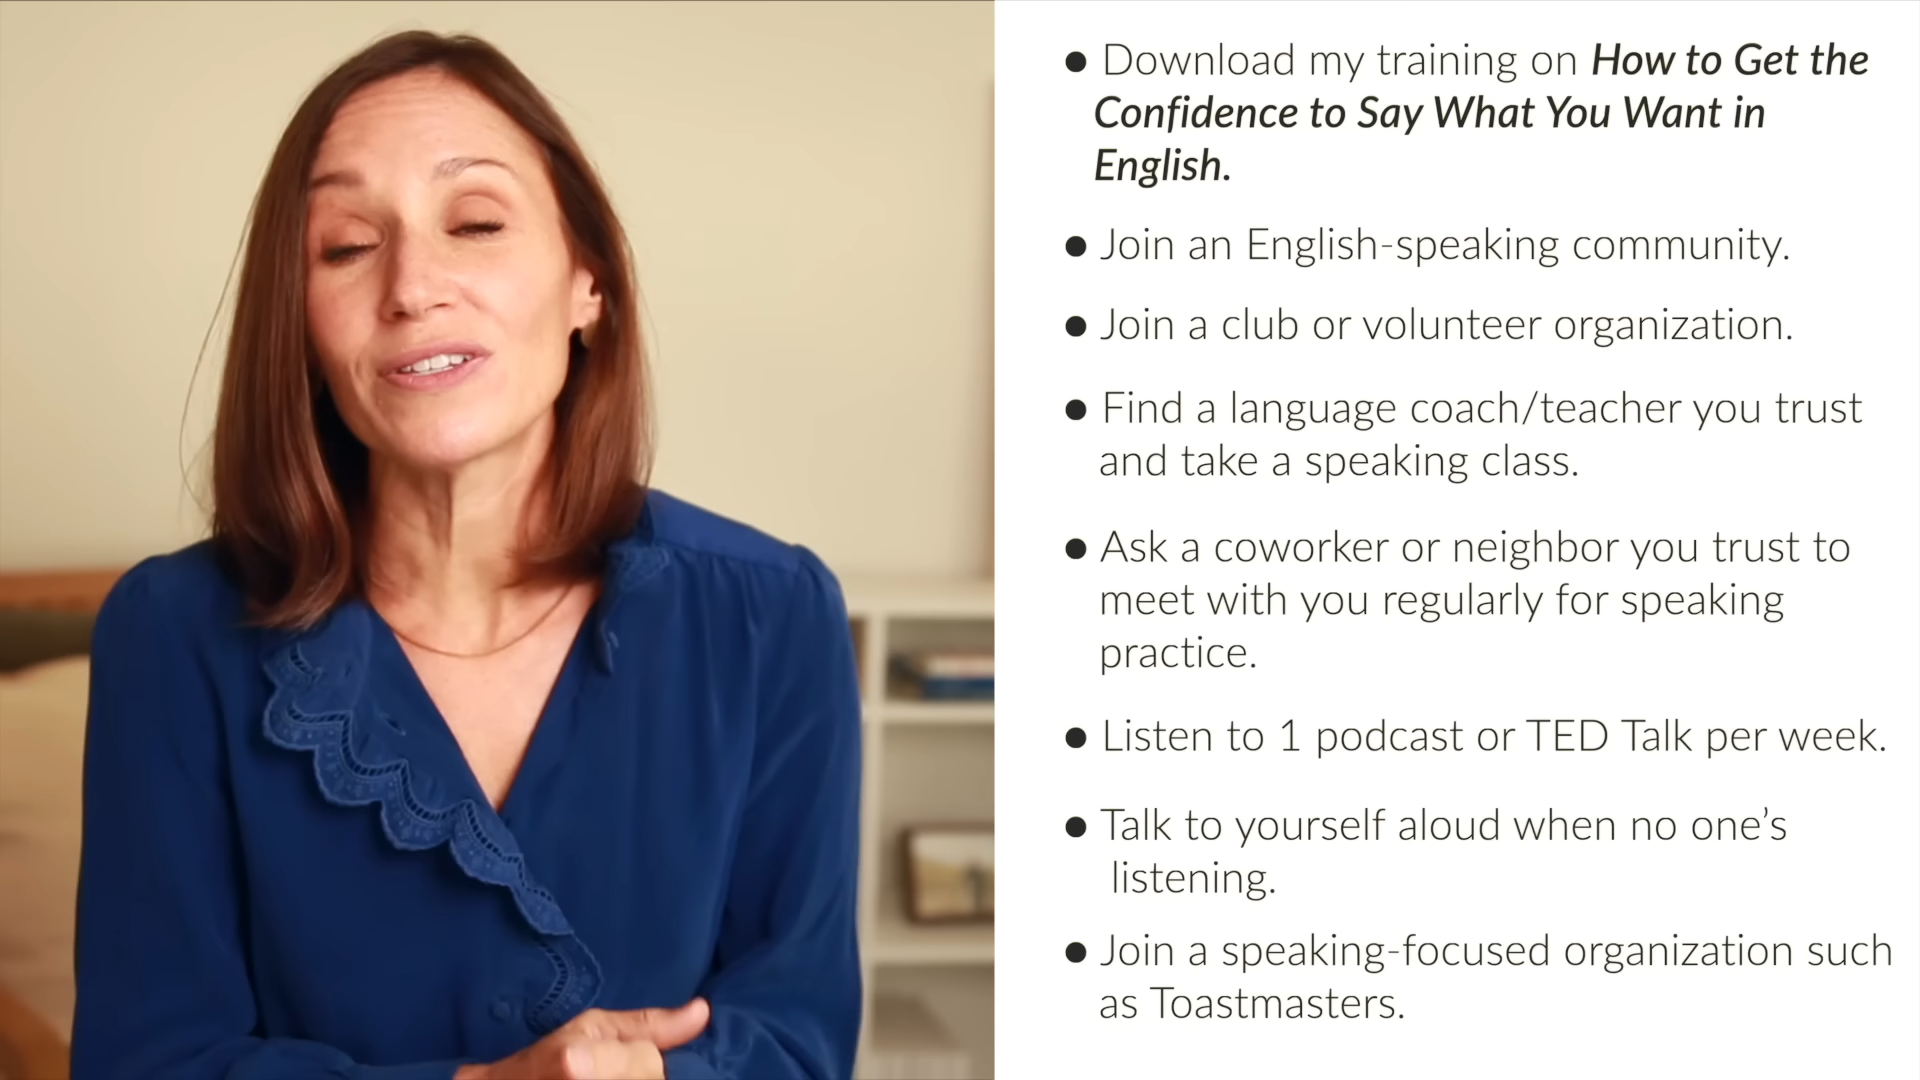 ● Download my training on How to Get the
Confidence to Say What You Want in
English.
● Join an English-speaking community.
● Join a club or volunteer organization.
● Find a language coach/teacher you trust
and take a speaking class.
● Ask a coworker or neighbor you trust to
meet with you regularly for speaking
practice.
● Listen to 1 podcast or TED Talk per week.
● Talk to yourself aloud when no one’s
listening.
● Join a speaking-focused organization such
as Toastmasters.